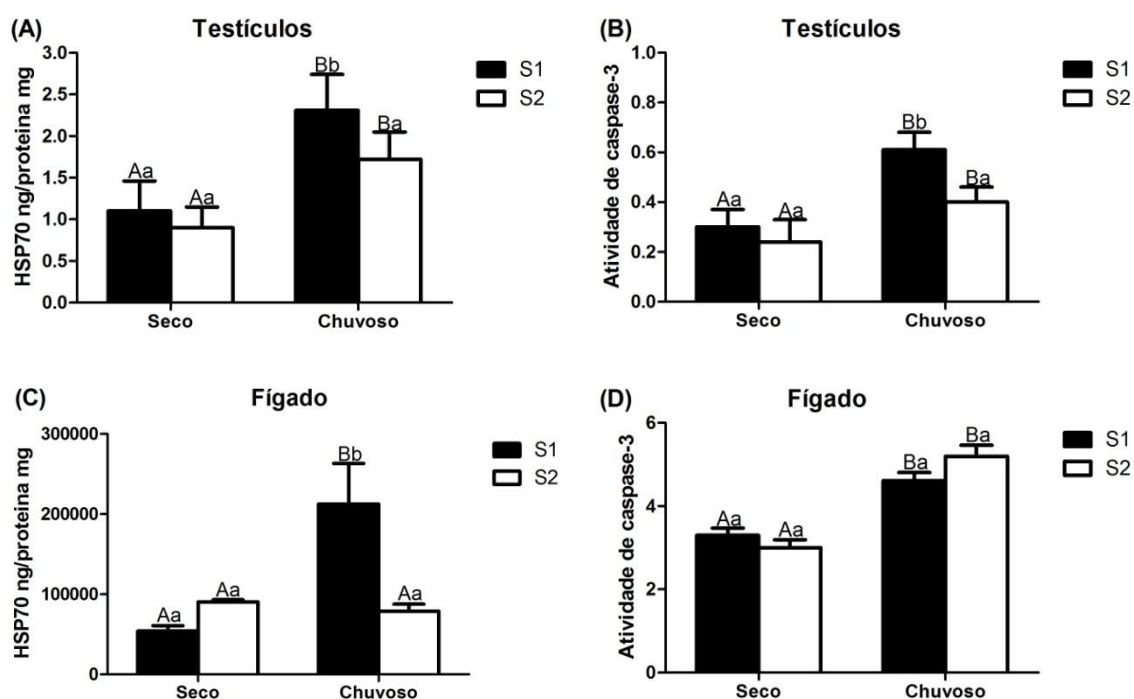 (A)
Testículos
HSP70 ng/proteina mg
3.0
2.5
2.0
1.5
1.0
0.5
0.0
Aa
Aa
Bb
Ba
Seco
Chuvoso
S1
S2
(B)
Testículos
Atividade de caspase-3
1.0
0.8
0.6
0.4
0.2
0.0
Aa
Aa
Bb
Ba
Seco
Chuvoso
S1
S2
(C)
Fígado
HSP70 ng/proteina mg
300000
200000
100000
0
Aa
Aa
Bb
Aa
Seco
Chuvoso
S1
S2
(D)
Fígado
Atividade de caspase-3
6
4
2
0
Aa
Aa
Ba
Ba
Seco
Chuvoso
S1
S2